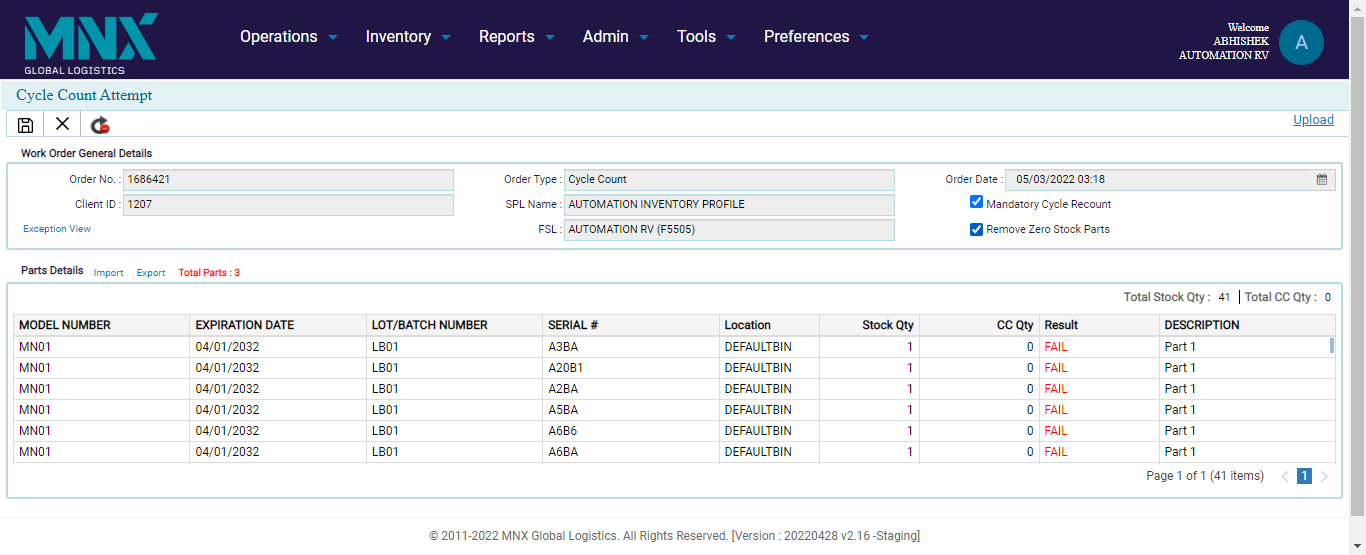 MNX
GLOBAL LOGISTICS
Operations Inventory Reports Admin Tools Preferences
Welcome
ABHISHEK
AUTOMATION RV
A
Cycle Count Attempt
Upload
Work Order General Details
Order No. : 1686421 Order Type : Cycle Count Order Date : 05/03/2022 03:18
Client ID : 1207 SPL Name : AUTOMATION INVENTORY PROFILE Mandatory Cycle Recount
Exception View FSL : AUTOMATION RV (F5505) Remove Zero Stock Parts
Parts Details Import Export Total Parts : 3
Total Stock Qty : 41 Total CC Qty : 0
MODEL NUMBER EXPIRATION DATE LOT/BATCH NUMBER SERIAL # Location Stock Qty CC Qty Result DESCRIPTION
MN01 04/01/2032 LB01 A3BA DEFAULTBIN 1 0 FAIL Part 1
MN01 04/01/2032 LB01 A20B1 DEFAULTBIN 1 0 FAIL Part 1
MN01 04/01/2032 LB01 A2BA DEFAULTBIN 1 0 FAIL Part 1
MN01 04/01/2032 LB01 A5BA DEFAULTBIN 1 0 FAIL Part 1
MN01 04/01/2032 LB01 A6B6 DEFAULTBIN 1 0 FAIL Part 1
MN01 04/01/2032 LB01 A6BA DEFAULTBIN 1 0 FAIL Part 1
Page 1 of 1 (41 items) 1
© 2011-2022 MNX Global Logistics. All Rights Reserved. [Version : 20220428 v2.16 -Staging]